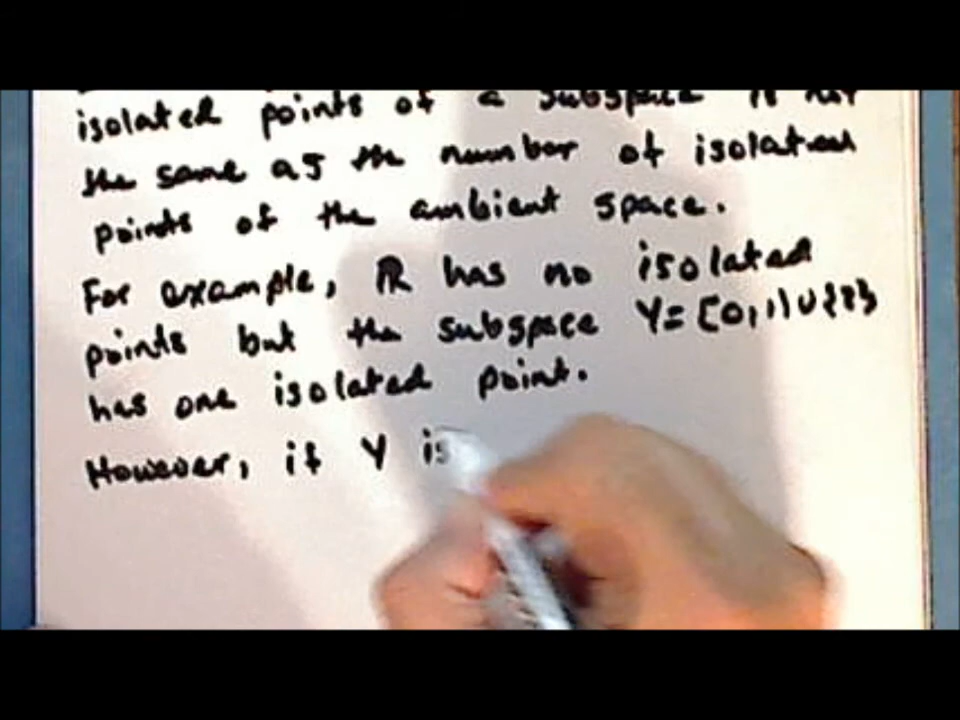 isolated points of a subspace is not
the same as the number of isolated
points of the ambient space.
For example, ℝ has no isolated
points but the subspace Y=[0,1)∪{2}
has one isolated point.
However, if Y is